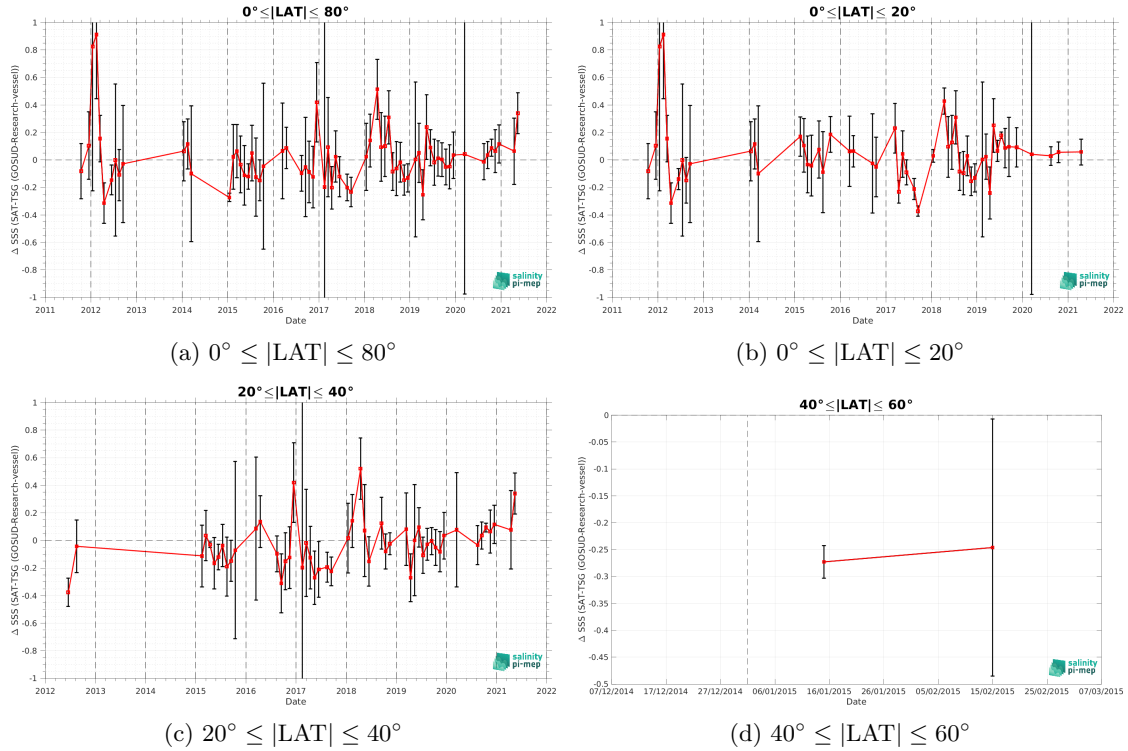 0°≤|LAT|≤ 80°
Δ SSS (SAT-TSG (GOSUD-Research-vessel))
1
0.8
0.6
0.4
0.2
0
-0.2
-0.4
-0.6
-0.8
-1
2011 2012 2013 2014 2015 2016 2017 2018 2019 2020 2021 2022
Date
salinity
pi-mep
(a) 0° ≤ |LAT| ≤ 80°
0°≤|LAT|≤ 20°
Δ SSS (SAT-TSG (GOSUD-Research-vessel))
1
0.8
0.6
0.4
0.2
0
-0.2
-0.4
-0.6
-0.8
-1
2011 2012 2013 2014 2015 2016 2017 2018 2019 2020 2021 2022
Date
salinity
pi-mep
(b) 0° ≤ |LAT| ≤ 20°
20°≤|LAT|≤ 40°
Δ SSS (SAT-TSG (GOSUD-Research-vessel))
1
0.8
0.6
0.4
0.2
0
-0.2
-0.4
-0.6
-0.8
-1
2012 2013 2014 2015 2016 2017 2018 2019 2020 2021 2022
Date
salinity
pi-mep
(c) 20° ≤ |LAT| ≤ 40°
40°≤|LAT|≤ 60°
Δ SSS (SAT-TSG (GOSUD-Research-vessel))
0
-0.05
-0.1
-0.15
-0.2
-0.25
-0.3
-0.35
-0.4
-0.45
-0.5
07/12/2014 17/12/2014 27/12/2014 06/01/2015 16/01/2015 26/01/2015 05/02/2015 15/02/2015 25/02/2015 07/03/2015
Date
salinity
pi-mep
(d) 40° ≤ |LAT| ≤ 60°